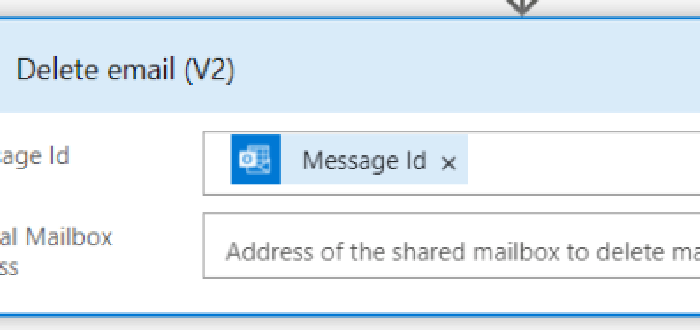 Delete email (V2)
sage Id
Message Id ×
al Mailbox
ss
Address of the shared mailbox to delete ma